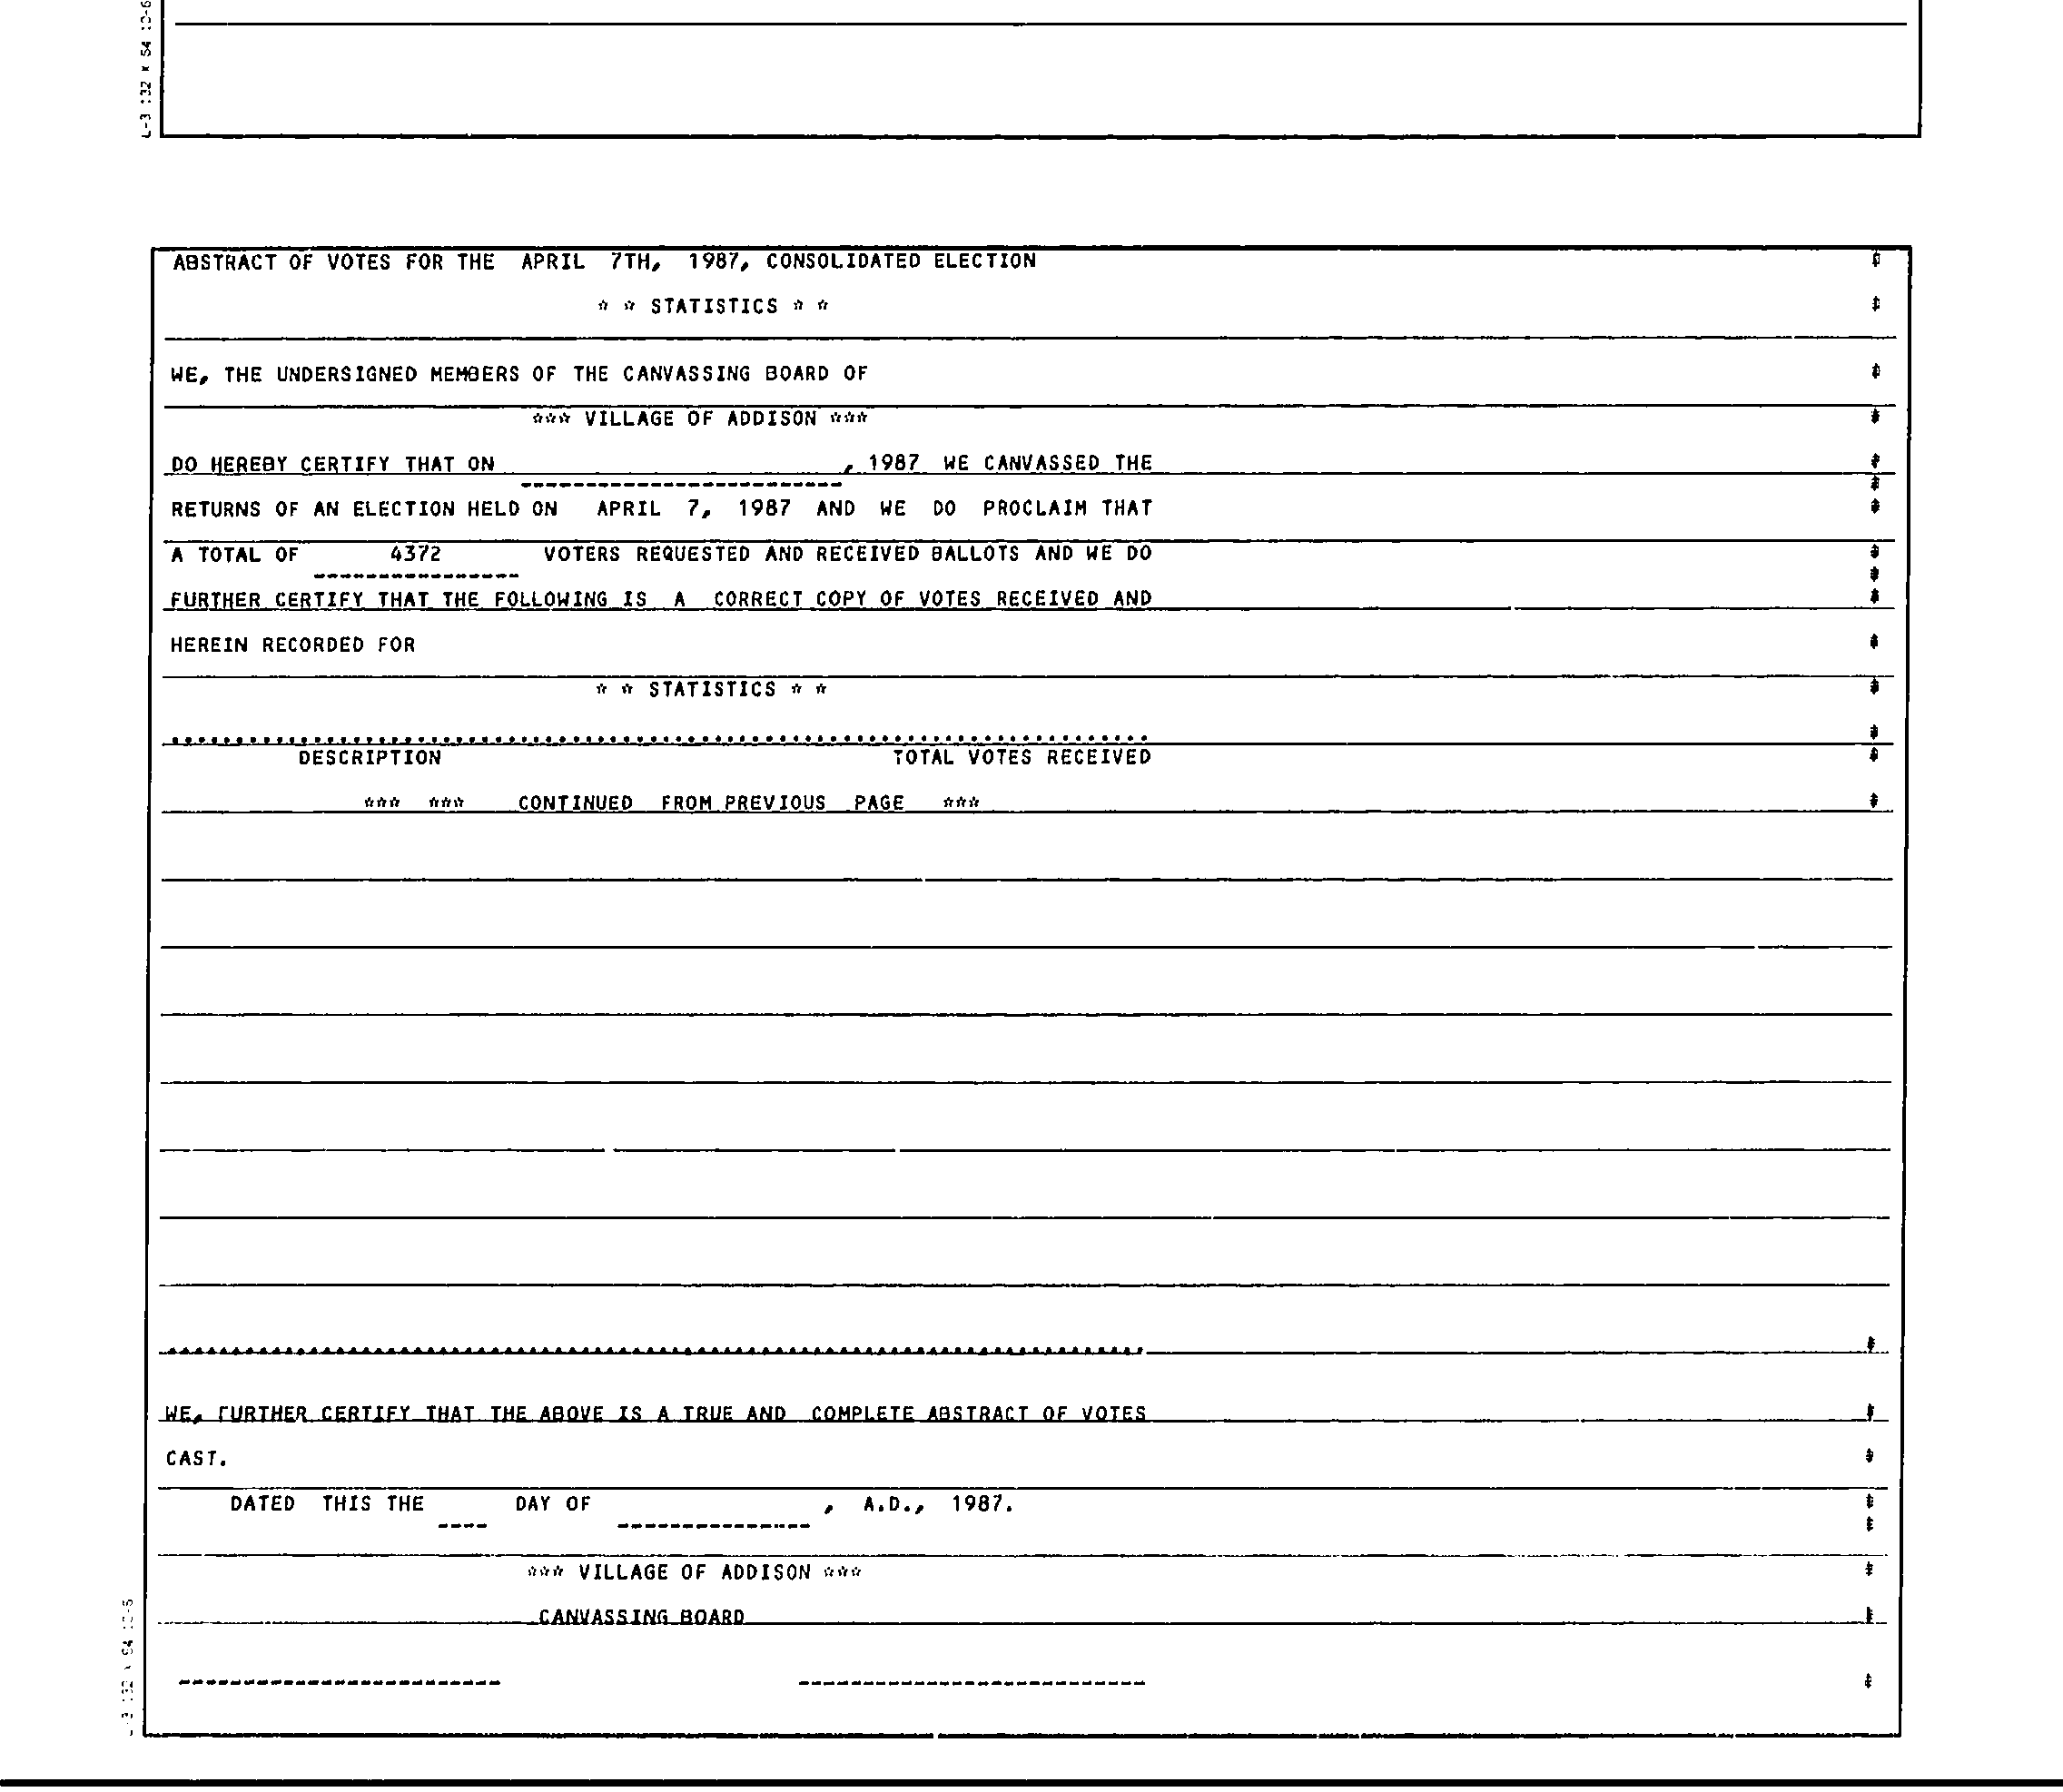 L-3 132 x 54 10-6
ABSTRACT OF VOTES FOR THE APRIL 7TH, 1987, CONSOLIDATED ELECTION #
* * STATISTICS * * #
WE, THE UNDERSIGNED MEMBERS OF THE CANVASSING BOARD OF #
*** VILLAGE OF ADDISON *** #
DO HEREBY CERTIFY THAT ON , 1987 WE CANVASSED THE #
------------------------- #
RETURNS OF AN ELECTION HELD ON APRIL 7, 1987 AND WE DO PROCLAIM THAT #
A TOTAL OF 4372 VOTERS REQUESTED AND RECEIVED BALLOTS AND WE DO #
---------------- #
FURTHER CERTIFY THAT THE FOLLOWING IS A CORRECT COPY OF VOTES RECEIVED AND #
HEREIN RECORDED FOR #
* * STATISTICS * * #
#
DESCRIPTION TOTAL VOTES RECEIVED #
*** *** CONTINUED FROM PREVIOUS PAGE *** #
#
WE, FURTHER CERTIFY THAT THE ABOVE IS A TRUE AND COMPLETE ABSTRACT OF VOTES #
CAST. #
DATED THIS THE DAY OF , A.D., 1987. #
---- --------------- #
*** VILLAGE OF ADDISON *** #
CANVASSING BOARD #
------------------------- --------------------------- #
L-3 132 x 54 10-6